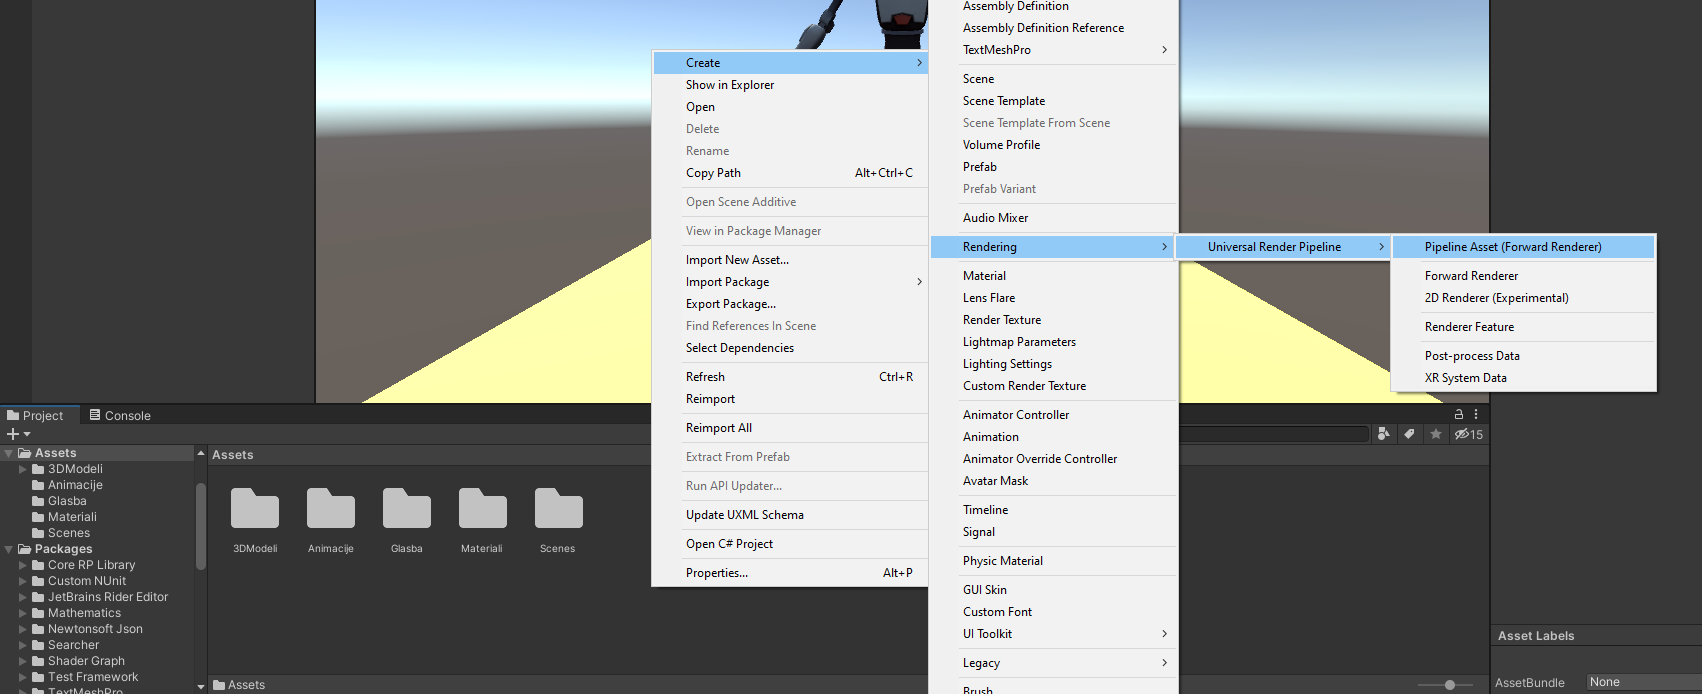 Create
Show in Explorer
Open
Delete
Rename
Copy Path Alt+Ctrl+C
Open Scene Additive
View in Package Manager
Import New Asset...
Import Package
Export Package...
Find References In Scene
Select Dependencies
Refresh Ctrl+R
Reimport
Reimport All
Extract From Prefab
Run API Updater...
Update UXML Schema
Open C# Project
Properties... Alt+P
Assembly Definition
Assembly Definition Reference
TextMeshPro
Scene
Scene Template
Scene Template From Scene
Volume Profile
Prefab
Prefab Variant
Audio Mixer
Rendering
Material
Lens Flare
Render Texture
Lightmap Parameters
Lighting Settings
Custom Render Texture
Animator Controller
Animation
Animator Override Controller
Avatar Mask
Timeline
Signal
Physic Material
GUI Skin
Custom Font
UI Toolkit
Legacy
Brush
Universal Render Pipeline
Pipeline Asset (Forward Renderer)
Forward Renderer
2D Renderer (Experimental)
Renderer Feature
Post-process Data
XR System Data
Project Console
15
Assets
3DModeli
Animacije
Glasba
Materiali
Scenes
Packages
Core RP Library
Custom NUnit
JetBrains Rider Editor
Mathematics
Newtonsoft Json
Searcher
Shader Graph
Test Framework
TextMeshPro
Assets
3DModeli Animacije Glasba Materiali Scenes
Assets
Asset Labels
AssetBundle None